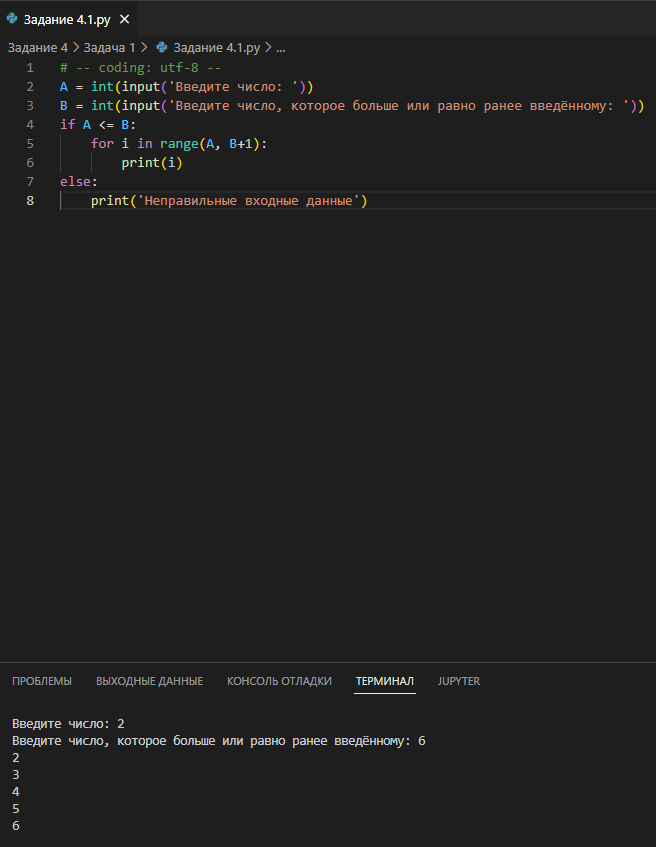 Задание 4.1.py ×
Задание 4 > Задача 1 > Задание 4.1.py > ...
1 # -- coding: utf-8 --
2 A = int(input('Введите число: '))
3 B = int(input('Введите число, которое больше или равно ранее введённому: '))
4 if A <= B:
5     for i in range(A, B+1):
6         print(i)
7 else:
8     print('Неправильные входные данные')
ПРОБЛЕМЫ ВЫХОДНЫЕ ДАННЫЕ КОНСОЛЬ ОТЛАДКИ ТЕРМИНАЛ JUPYTER
Введите число: 2
Введите число, которое больше или равно ранее введённому: 6
2
3
4
5
6